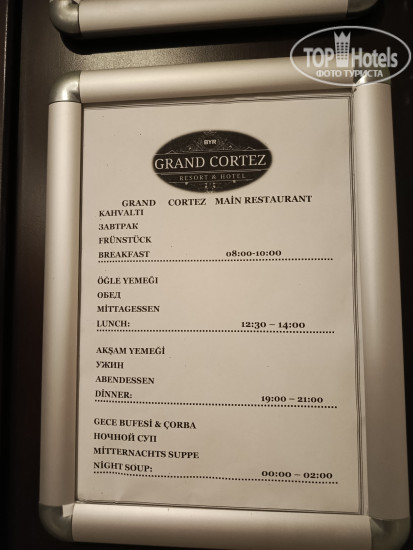 TOP Hotels
ФОТО ТУРИСТА
BYR
GRAND CORTEZ
RESORT & HOTEL
GRAND CORTEZ MAİN RESTAURANT
KAHVALTI
ЗАВТРАК
FRÜNSTÜCK
BREAKFAST 08:00-10:00
ÖĞLE YEMEĞI
ОБЕД
MİTTAGESSEN
LUNCH: 12:30 – 14:00
AKŞAM YEMEĞİ
УЖИН
ABENDESSEN
DİNNER: 19:00 – 21:00
GECE BUFESİ & ÇORBA
НОЧНОЙ СУП
MİTTERNACHTS SUPPE
NİGHT SOUP: 00:00 – 02:00